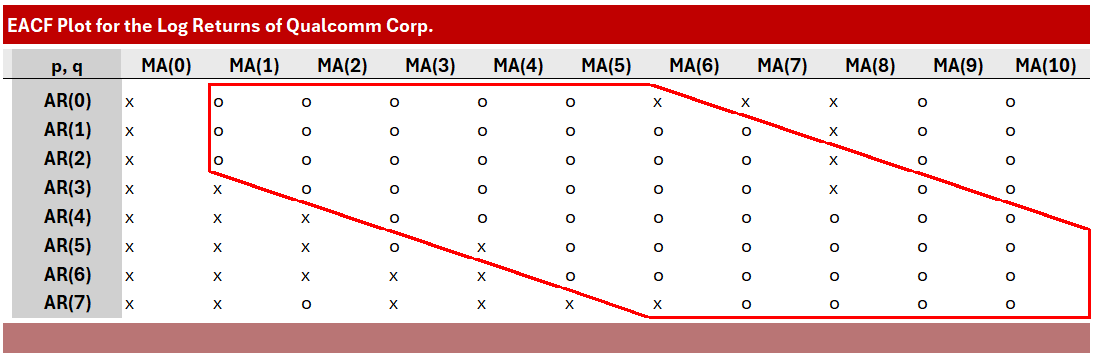 EACF Plot for the Log Returns of Qualcomm Corp.
p, q MA(0) MA(1) MA(2) MA(3) MA(4) MA(5) MA(6) MA(7) MA(8) MA(9) MA(10)
AR(0) x o o o o o x x x o o
AR(1) x o o o o o o o x o o
AR(2) x o o o o o o o x o o
AR(3) x x o o o o o o x o o
AR(4) x x x o o o o o o o o
AR(5) x x x o x o o o o o o
AR(6) x x x x x o o o o o o
AR(7) x x o x x x x o o o o